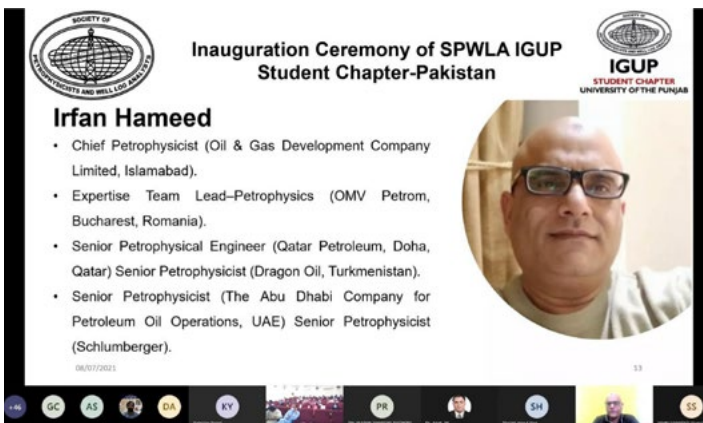 SOCIETY OF
PETROPHYSICISTS AND WELL LOG ANALYSTS
Inauguration Ceremony of SPWLA IGUP
Student Chapter-Pakistan
IGUP
STUDENT CHAPTER
UNIVERSITY OF THE PUNJAB
Irfan Hameed
• Chief Petrophysicist (Oil & Gas Development Company
Limited, Islamabad).
• Expertise Team Lead–Petrophysics (OMV Petrom,
Bucharest, Romania).
• Senior Petrophysical Engineer (Qatar Petroleum, Doha,
Qatar) Senior Petrophysicist (Dragon Oil, Turkmenistan).
• Senior Petrophysicist (The Abu Dhabi Company for
Petroleum Oil Operations, UAE) Senior Petrophysicist
(Schlumberger).
08/07/2021
13
+46
GC
AS
DA
KY
PR
SH
SS